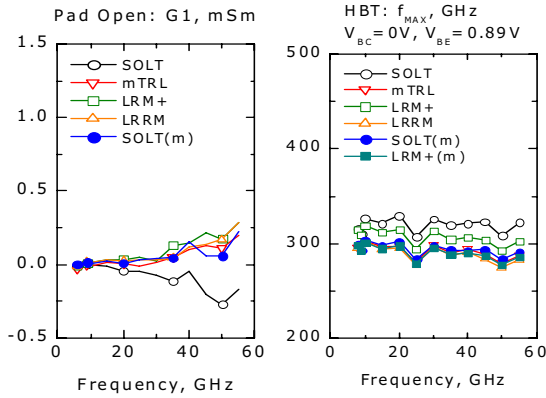 Pad Open: G1, mSm
1.5
1.0
0.5
0.0
-0.5
0
20
40
60
SOLT
mTRL
LRM+
LRRM
SOLT(m)
Frequency, GHz
HBT: fMAX, GHz
VBC=0V, VBE=0.89V
500
400
300
200
0
20
40
60
SOLT
mTRL
LRM+
LRRM
SOLT(m)
LRM+(m)
Frequency, GHz